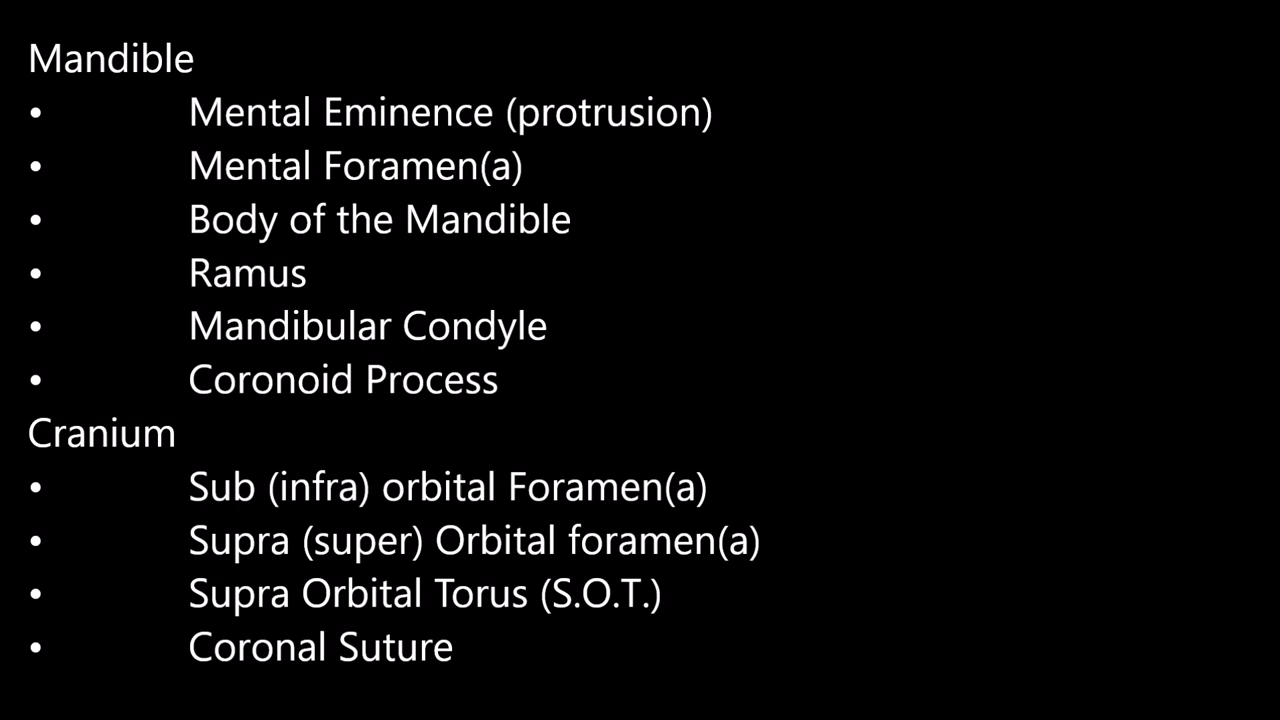 Mandible
• Mental Eminence (protrusion)
• Mental Foramen(a)
• Body of the Mandible
• Ramus
• Mandibular Condyle
• Coronoid Process
Cranium
• Sub (infra) orbital Foramen(a)
• Supra (super) Orbital foramen(a)
• Supra Orbital Torus (S.O.T.)
• Coronal Suture